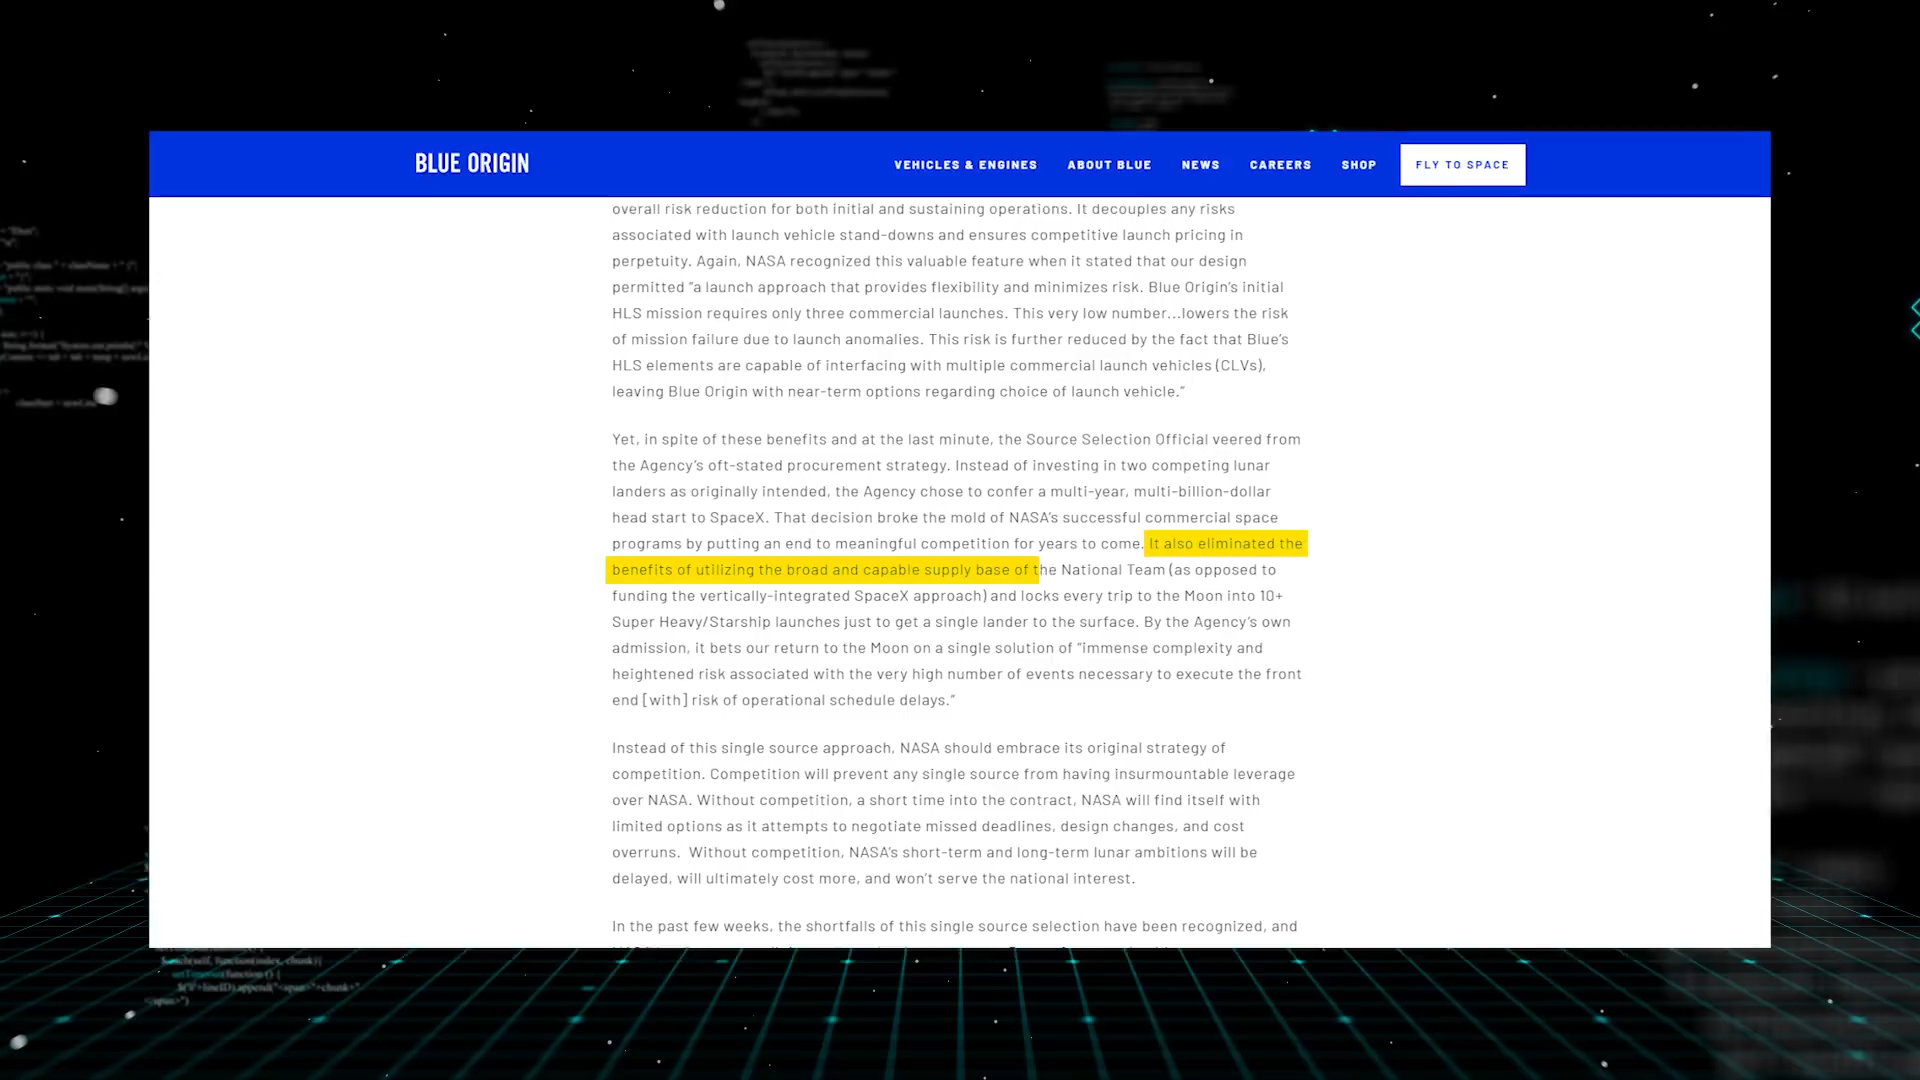 BLUE ORIGIN
VEHICLES & ENGINES ABOUT BLUE NEWS CAREERS SHOP FLY TO SPACE
overall risk reduction for both initial and sustaining operations. It decouples any risks
associated with launch vehicle stand-downs and ensures competitive launch pricing in
perpetuity. Again, NASA recognized this valuable feature when it stated that our design
permitted “a launch approach that provides flexibility and minimizes risk. Blue Origin's initial
HLS mission requires only three commercial launches. This very low number...lowers the risk
of mission failure due to launch anomalies. This risk is further reduced by the fact that Blue's
HLS elements are capable of interfacing with multiple commercial launch vehicles (CLVs),
leaving Blue Origin with near-term options regarding choice of launch vehicle.”
Yet, in spite of these benefits and at the last minute, the Source Selection Official veered from
the Agency's oft-stated procurement strategy. Instead of investing in two competing lunar
landers as originally intended, the Agency chose to confer a multi-year, multi-billion-dollar
head start to SpaceX. That decision broke the mold of NASA's successful commercial space
programs by putting an end to meaningful competition for years to come. It also eliminated the
benefits of utilizing the broad and capable supply base of the National Team (as opposed to
funding the vertically-integrated SpaceX approach) and locks every trip to the Moon into 10+
Super Heavy/Starship launches just to get a single lander to the surface. By the Agency's own
admission, it bets our return to the Moon on a single solution of “immense complexity and
heightened risk associated with the very high number of events necessary to execute the front
end [with] risk of operational schedule delays.”
Instead of this single source approach, NASA should embrace its original strategy of
competition. Competition will prevent any single source from having insurmountable leverage
over NASA. Without competition, a short time into the contract, NASA will find itself with
limited options as it attempts to negotiate missed deadlines, design changes, and cost
overruns.  Without competition, NASA's short-term and long-term lunar ambitions will be
delayed, will ultimately cost more, and won't serve the national interest.
In the past few weeks, the shortfalls of this single source selection have been recognized, and